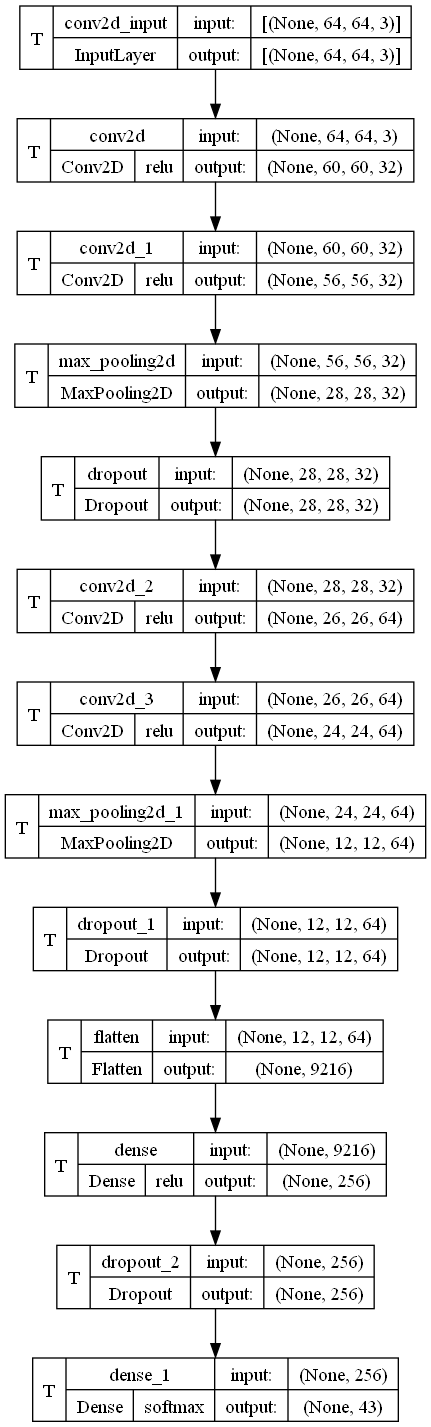 T conv2d_input input: [(None, 64, 64, 3)]
InputLayer output: [(None, 64, 64, 3)]
T conv2d input: (None, 64, 64, 3)
Conv2D relu output: (None, 60, 60, 32)
T conv2d_1 input: (None, 60, 60, 32)
Conv2D relu output: (None, 56, 56, 32)
T max_pooling2d input: (None, 56, 56, 32)
MaxPooling2D output: (None, 28, 28, 32)
T dropout input: (None, 28, 28, 32)
Dropout output: (None, 28, 28, 32)
T conv2d_2 input: (None, 28, 28, 32)
Conv2D relu output: (None, 26, 26, 64)
T conv2d_3 input: (None, 26, 26, 64)
Conv2D relu output: (None, 24, 24, 64)
T max_pooling2d_1 input: (None, 24, 24, 64)
MaxPooling2D output: (None, 12, 12, 64)
T dropout_1 input: (None, 12, 12, 64)
Dropout output: (None, 12, 12, 64)
T flatten input: (None, 12, 12, 64)
Flatten output: (None, 9216)
T dense input: (None, 9216)
Dense relu output: (None, 256)
T dropout_2 input: (None, 256)
Dropout output: (None, 256)
T dense_1 input: (None, 256)
Dense softmax output: (None, 43)